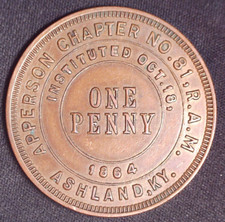 APPERSON CHAPTER NO. 81, R.A.M.
INSTITUTED OCT. 18,
ONE
PENNY
1864
ASHLAND, KY.